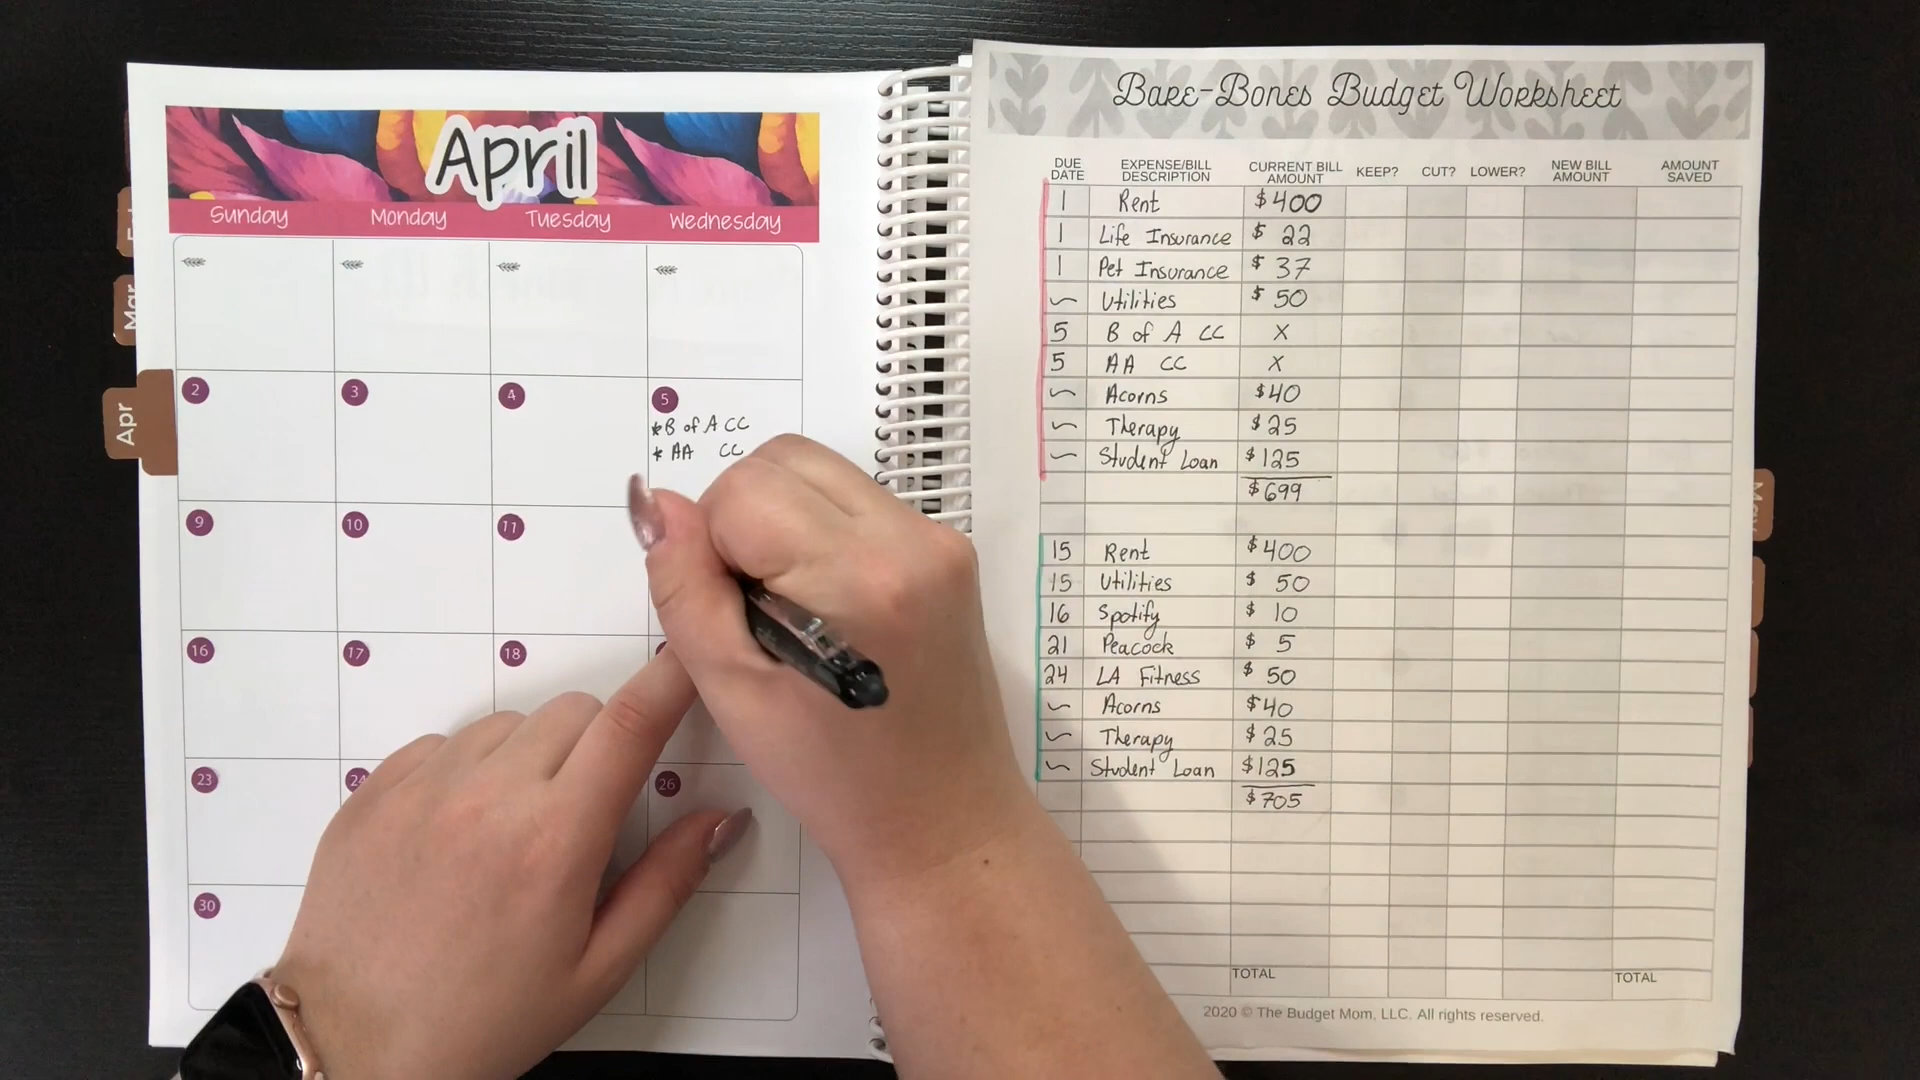 April
Sunday Monday Tuesday Wednesday
2 3 4 5
*B of A CC
*AA CC
9 10 11
16 17 18
23 24 26
30
Mar
Apr
Bare-Bones Budget Worksheet
DUE DATE EXPENSE/BILL DESCRIPTION CURRENT BILL AMOUNT KEEP? CUT? LOWER? NEW BILL AMOUNT AMOUNT SAVED
1 Rent $400
1 Life Insurance $ 22
1 Pet Insurance $ 37
~ Utilities $ 50
5 B of A CC X
5 AA CC X
~ Acorns $40
~ Therapy $25
~ Student Loan $125
$699
15 Rent $400
15 Utilities $ 50
16 Spotify $ 10
21 Peacock $ 5
24 LA Fitness $ 50
~ Acorns $40
~ Therapy $25
~ Student Loan $125
$705
TOTAL TOTAL
2020 © The Budget Mom, LLC. All rights reserved.
May